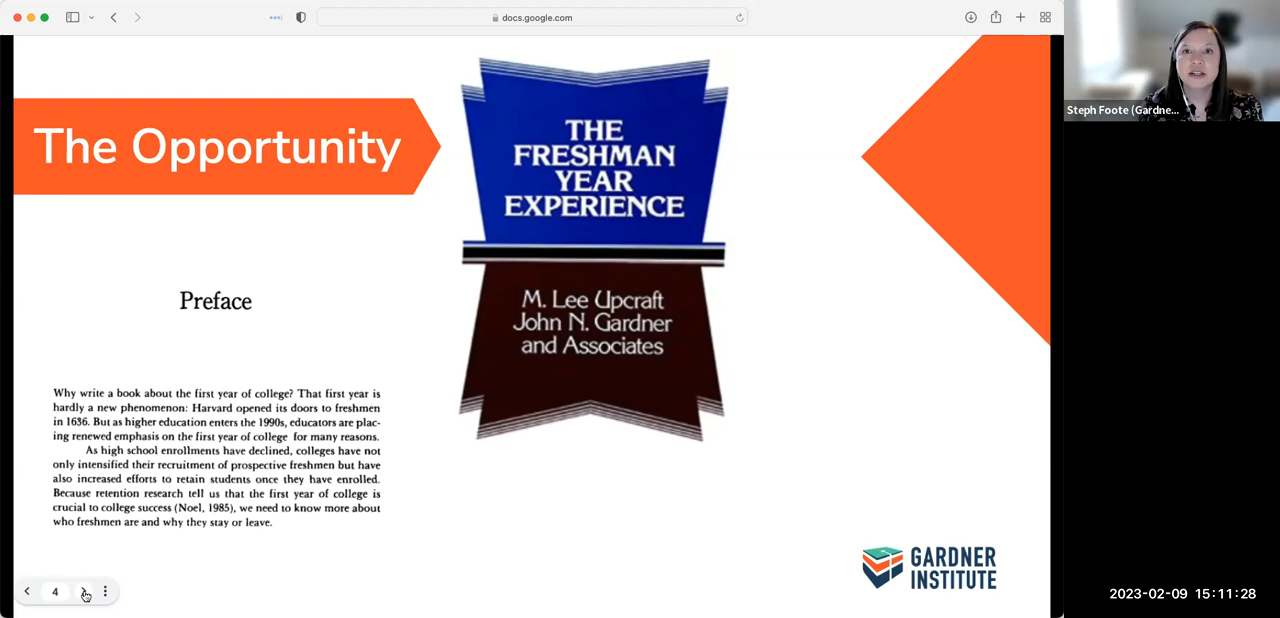 docs.google.com
The Opportunity
THE
FRESHMAN
YEAR
EXPERIENCE
M. Lee Upcraft
John N. Gardner
and Associates
Preface
Why write a book about the first year of college? That first year is
hardly a new phenomenon: Harvard opened its doors to freshmen
in 1636. But as higher education enters the 1990s, educators are plac-
ing renewed emphasis on the first year of college for many reasons.
As high school enrollments have declined, colleges have not
only intensified their recruitment of prospective freshmen but have
also increased efforts to retain students once they have enrolled.
Because retention research tell us that the first year of college is
crucial to college success (Noel, 1985), we need to know more about
who freshmen are and why they stay or leave.
GARDNER
INSTITUTE
4
Steph Foote (Gardne...
2023-02-09 15:11:28